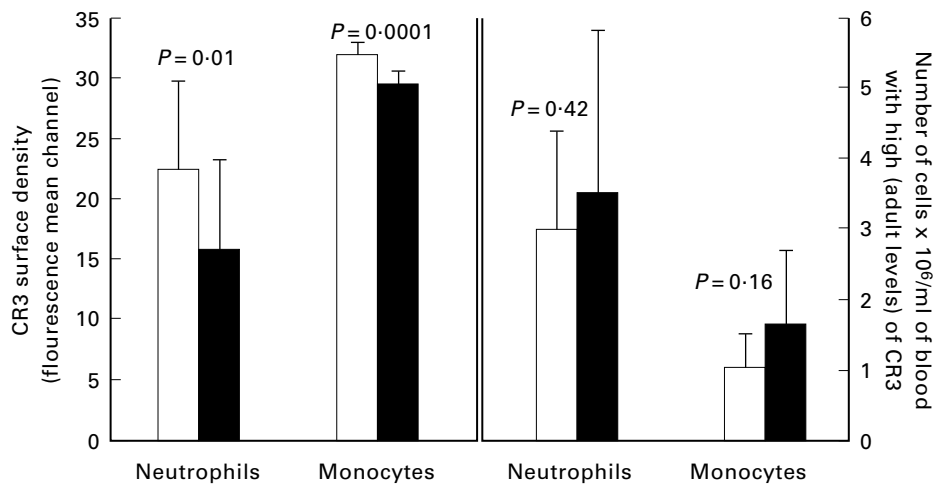 CR3 surface density
(flourescence mean channel)
35
30
25
20
15
10
5
0
P = 0·01
P = 0·0001
Neutrophils
Monocytes
P = 0·42
P = 0·16
Neutrophils
Monocytes
6
5
4
3
2
1
0
Number of cells x 10⁶/ml of blood
with high (adult levels) of CR3